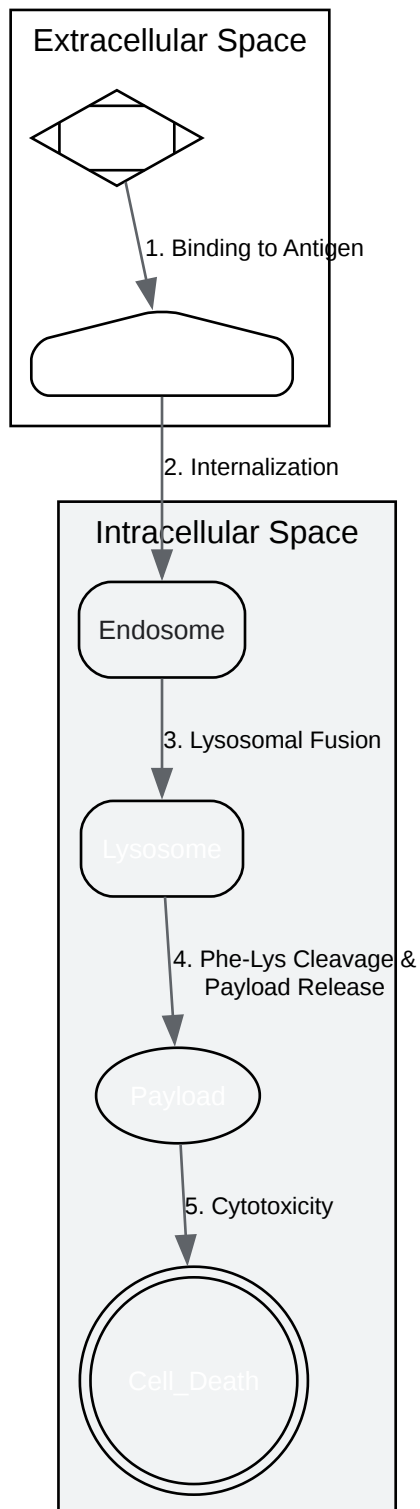 Extracellular Space
1. Binding to Antigen
2. Internalization
Intracellular Space
Endosome
3. Lysosomal Fusion
Lysosome
4. Phe-Lys Cleavage &
Payload Release
Payload
5. Cytotoxicity
Cell_Death